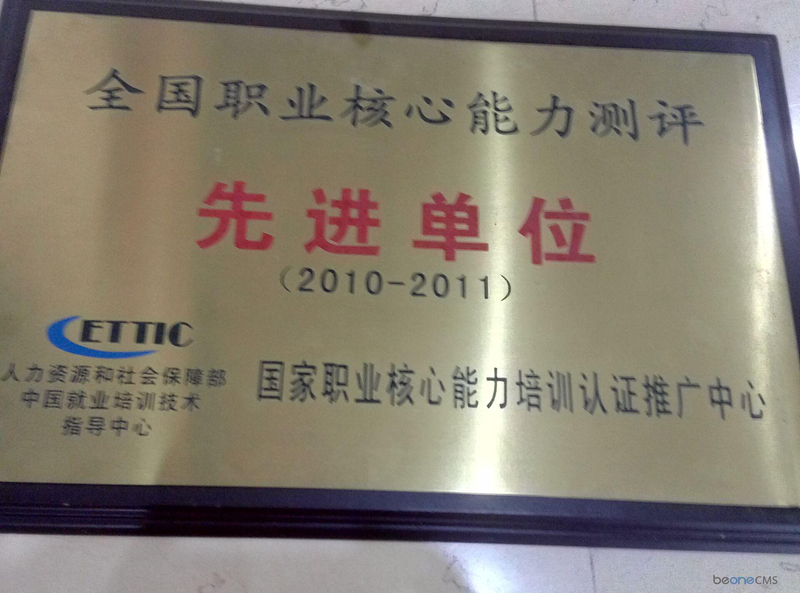 全国职业核心能力测评
先进单位
（2010-2011）
ETTIC
人力资源和社会保障部
中国就业培训技术
指导中心
国家职业核心能力培训认证推广中心
beoneCMS